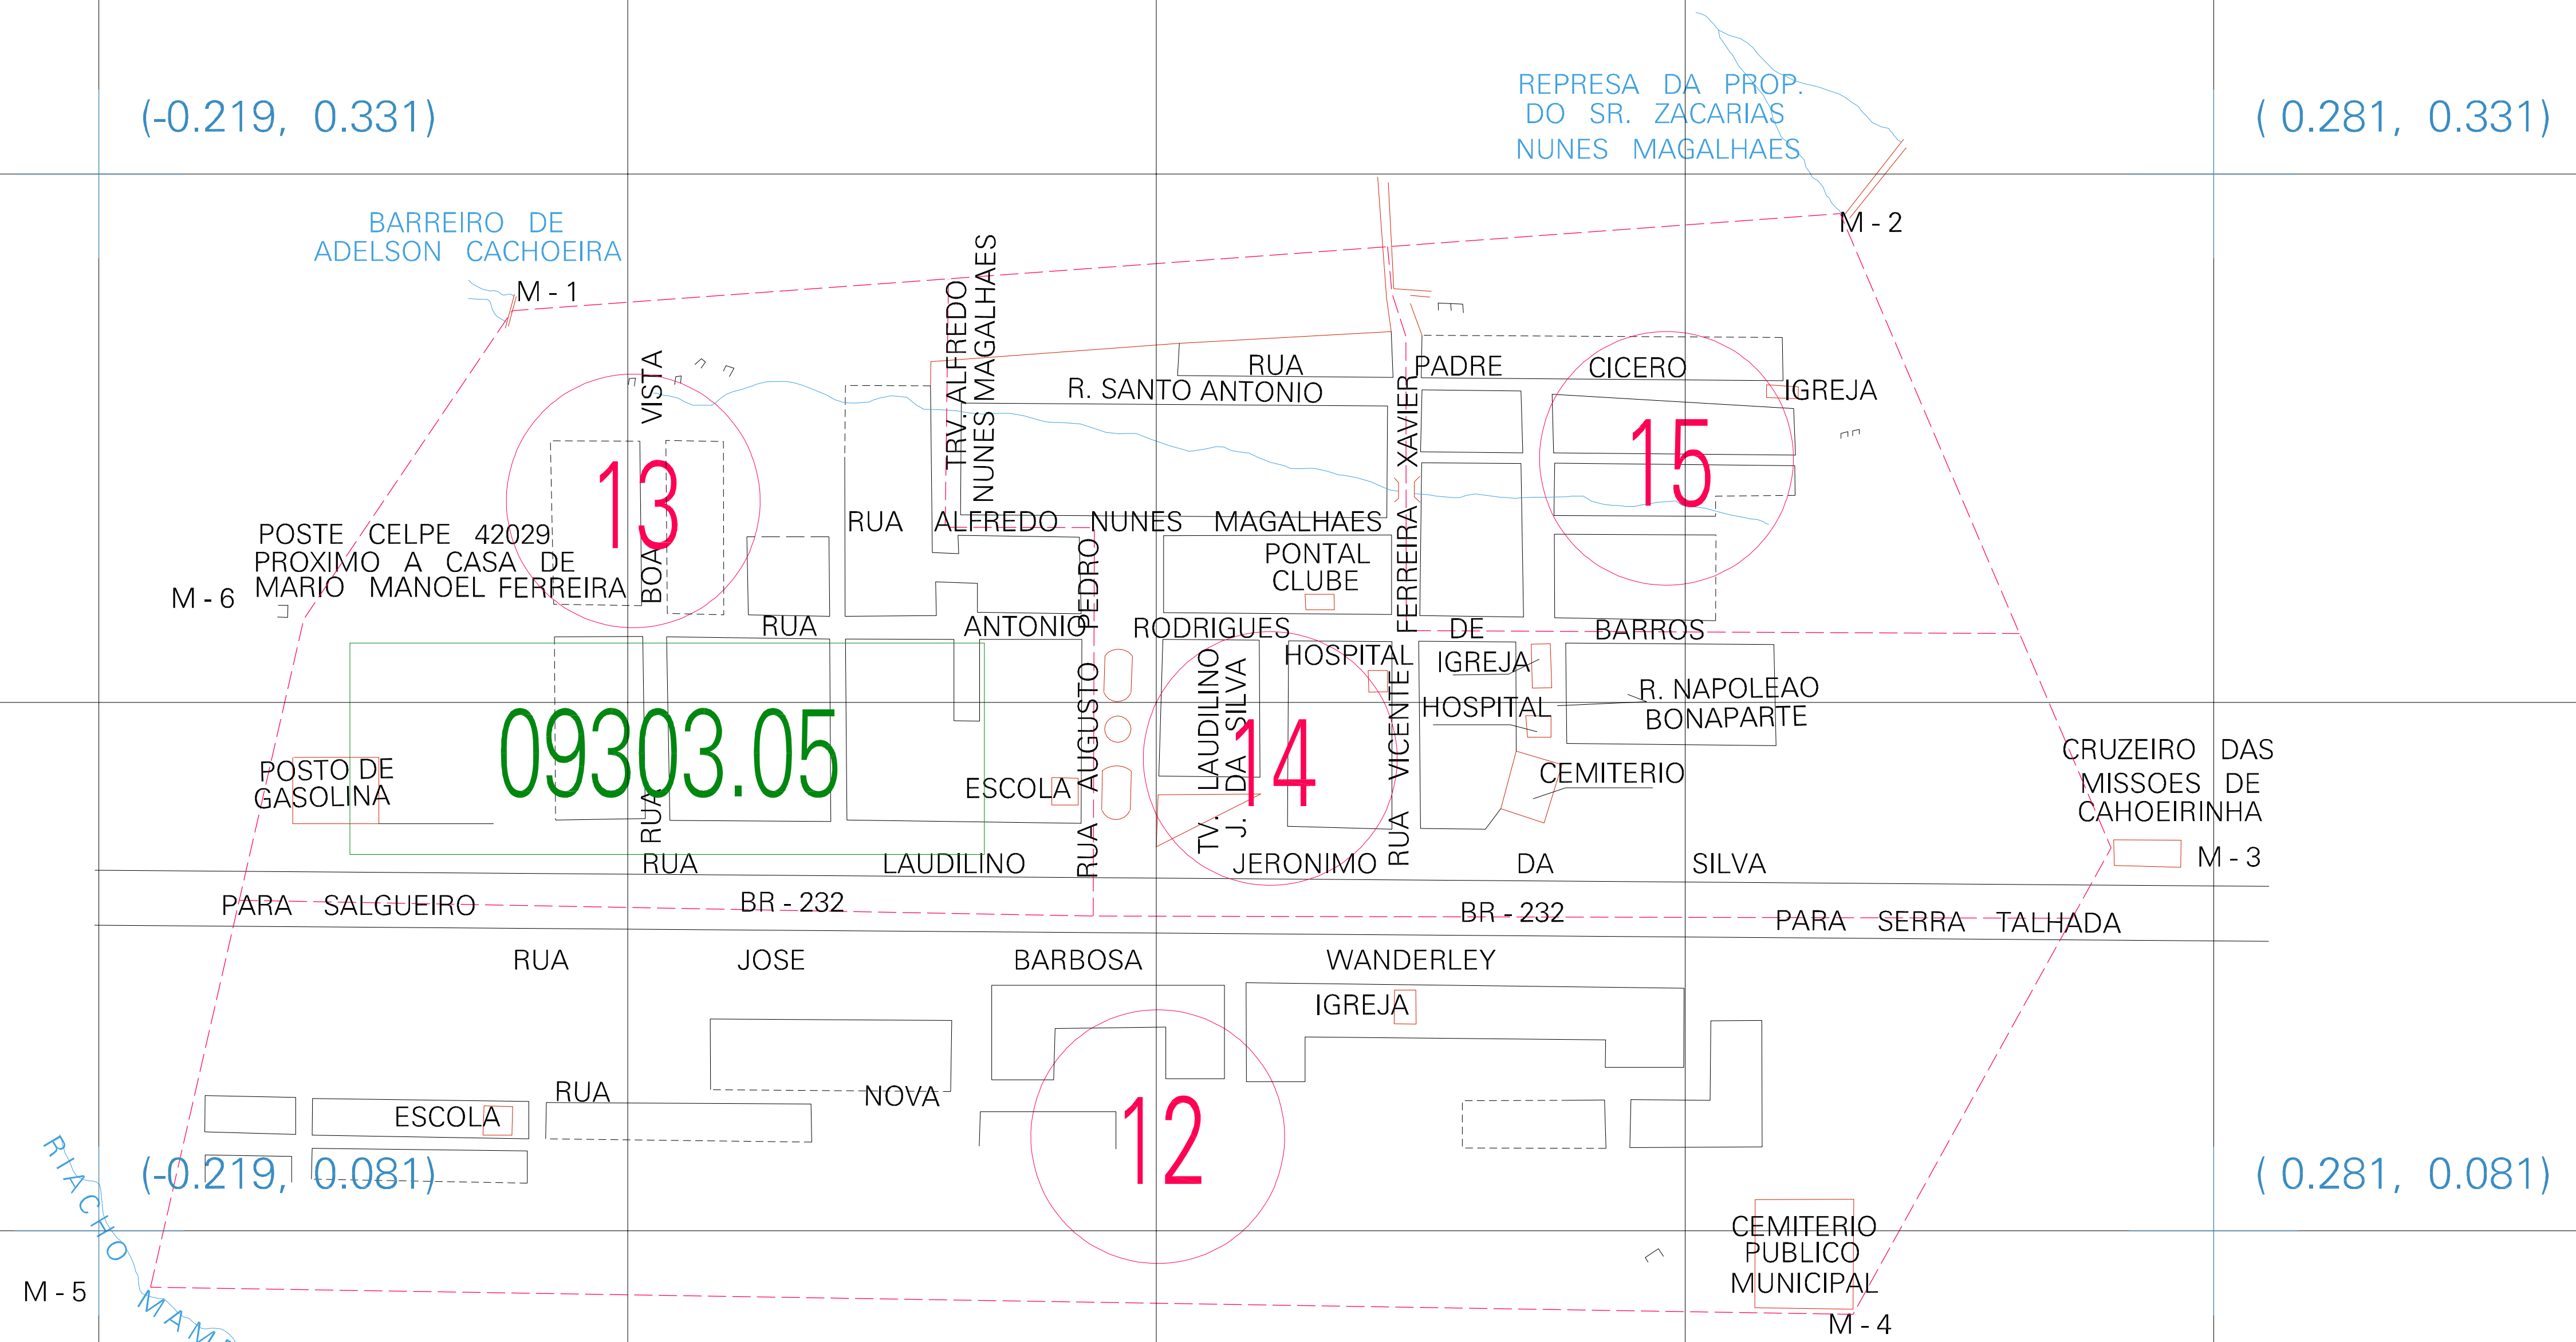 REPRESA DA PROP.
DO SR. ZACARIAS
NUNES MAGALHAES
(-0.219, 0.331)
( 0.281, 0.331)
M - 2
BARREIRO DE
ADELSON CACHOEIRA
M - 1
TRV. ALFREDO
NUNES MAGALHAES
RUA PADRE CICERO
R. SANTO ANTONIO
IGREJA
13
15
RUA BOA VISTA
RUA ALFREDO NUNES MAGALHAES
POSTE CELPE 42029
PROXIMO A CASA DE
MARIO MANOEL FERREIRA
M - 6
PONTAL
CLUBE
RUA VICENTE FERREIRA XAVIER
RUA AUGUSTO PEDRO
RUA ANTONIO RODRIGUES DE BARROS
HOSPITAL
IGREJA
TV. LAUDILINO
J. DA SILVA
R. NAPOLEAO
BONAPARTE
HOSPITAL
09303.05
14
POSTO DE
GASOLINA
ESCOLA
CEMITERIO
CRUZEIRO DAS
MISSOES DE
CAHOEIRINHA
M - 3
RUA LAUDILINO JERONIMO DA SILVA
PARA SALGUEIRO
BR - 232
BR - 232
PARA SERRA TALHADA
RUA JOSE BARBOSA WANDERLEY
IGREJA
RUA NOVA
ESCOLA
12
(-0.219, 0.081)
( 0.281, 0.081)
RIACHO
CEMITERIO
PUBLICO
MUNICIPAL
M - 5
M - 4